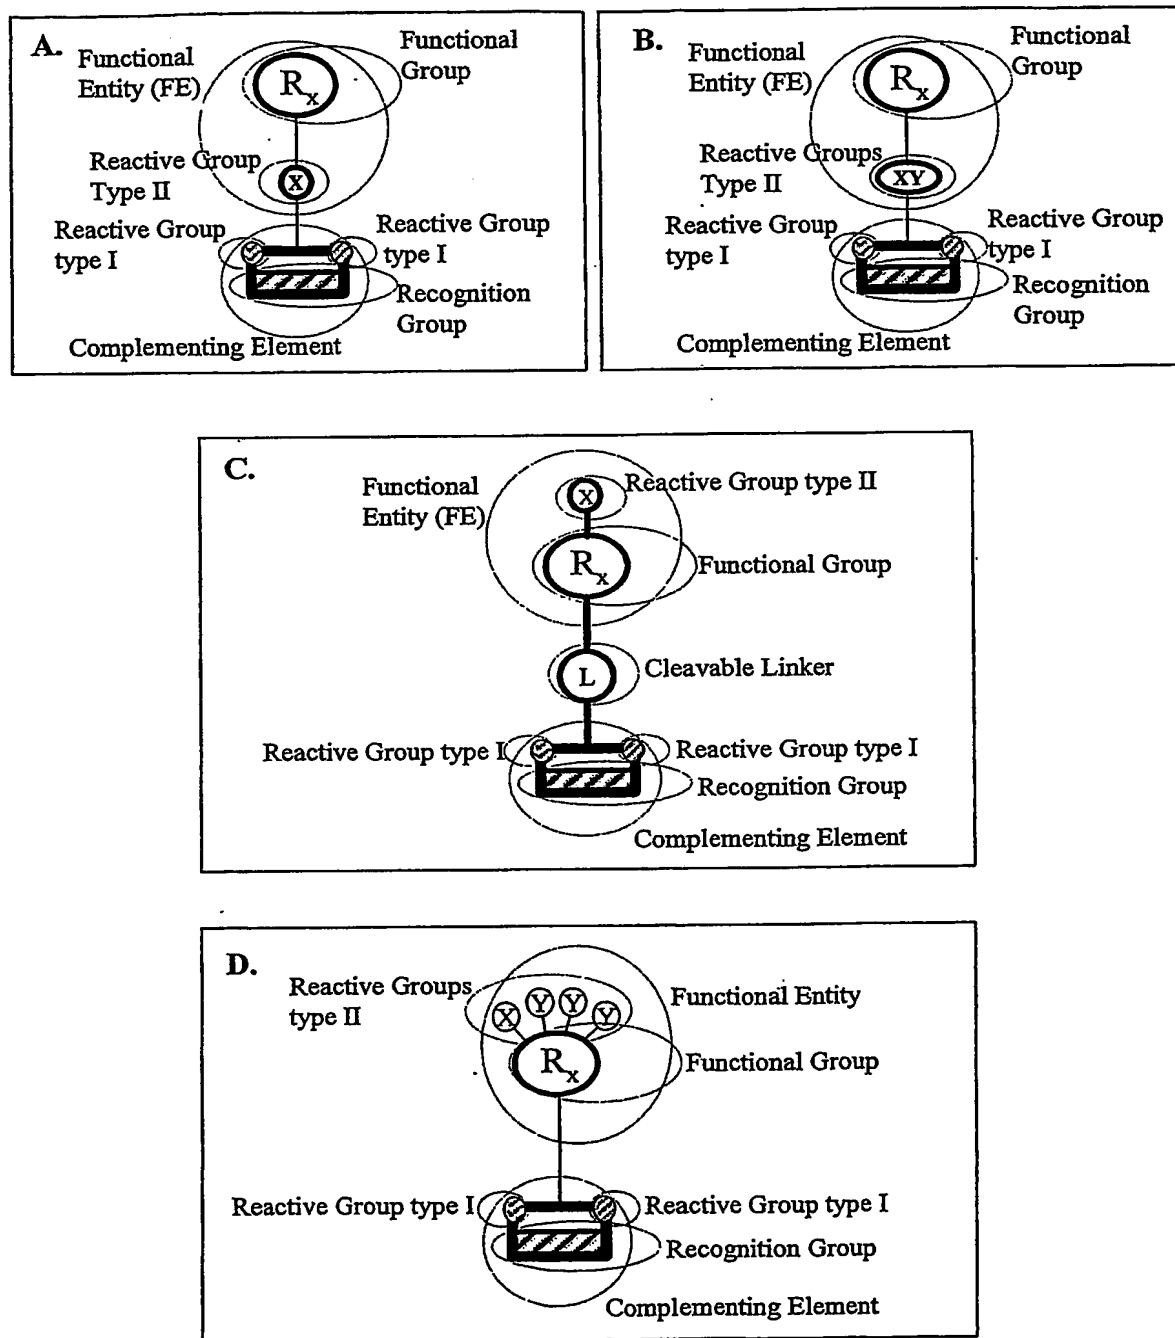 A.
Functional
Entity (FE)
Functional
Group
Rx
Reactive Group
Type II
X
Reactive Group
type I
Reactive Group
type I
Recognition
Group
Complementing Element
B.
Functional
Entity (FE)
Functional
Group
Rx
Reactive Groups
Type II
XY
Reactive Group
type I
Reactive Group
type I
Recognition
Group
Complementing Element
C.
Functional
Entity (FE)
X
Reactive Group type II
Rx
Functional Group
L
Cleavable Linker
Reactive Group type I
Reactive Group type I
Recognition Group
Complementing Element
D.
Reactive Groups
type II
X
Y
Y
Y
Functional Entity
Rx
Functional Group
Reactive Group type I
Reactive Group type I
Recognition Group
Complementing Element